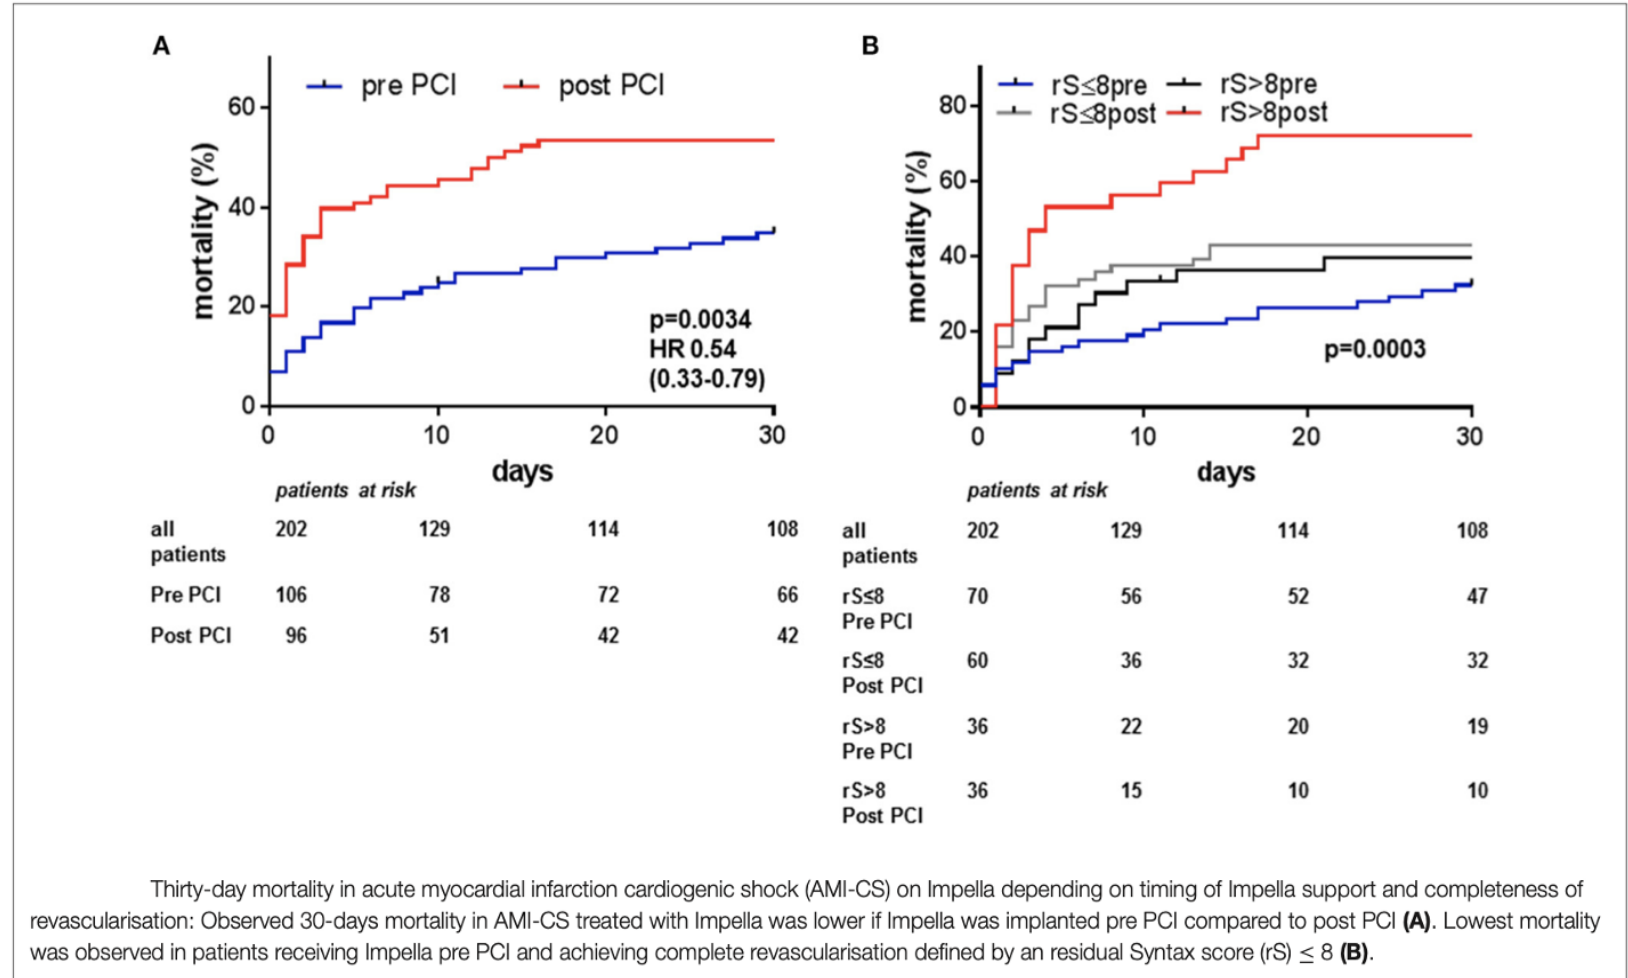 A
pre PCI post PCI
mortality (%)
60
40
20
0
p=0.0034
HR 0.54
(0.33-0.79)
0 10 20 30
days
patients at risk
all patients 202 129 114 108
Pre PCI 106 78 72 66
Post PCI 96 51 42 42
B
rS≤8pre rS>8pre
rS≤8post rS>8post
mortality (%)
80
60
40
20
0
p=0.0003
0 10 20 30
days
patients at risk
all patients 202 129 114 108
rS≤8 Pre PCI 70 56 52 47
rS≤8 Post PCI 60 36 32 32
rS>8 Pre PCI 36 22 20 19
rS>8 Post PCI 36 15 10 10
Thirty-day mortality in acute myocardial infarction cardiogenic shock (AMI-CS) on Impella depending on timing of Impella support and completeness of
revascularisation: Observed 30-days mortality in AMI-CS treated with Impella was lower if Impella was implanted pre PCI compared to post PCI (A). Lowest mortality
was observed in patients receiving Impella pre PCI and achieving complete revascularisation defined by an residual Syntax score (rS) ≤ 8 (B).